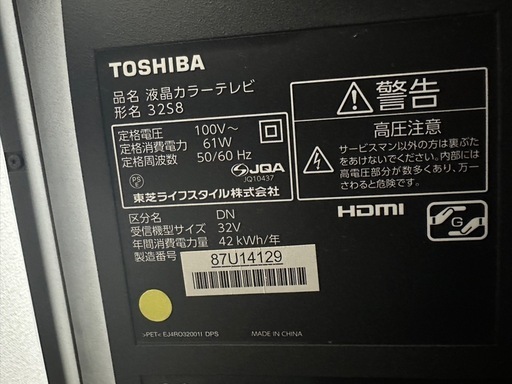 TOSHIBA
品名 液晶カラーテレビ
形名 32S8
定格電圧 100V～
定格消費電力 61W
定格周波数 50/60 Hz
PS
E
JQA
JQ10437
東芝ライフスタイル株式会社
区分名 DN
受信機型サイズ 32V
年間消費電力量 42 kWh/年
製造番号 87U14129
警告
高圧注意
サービスマン以外の方は裏ぶた
をあけないでください。内部には
高電圧部分が数多くあり、万一
さわると危険です。
HDMI
G
>PET< EJ4RO32001I DPS
MADE IN CHINA